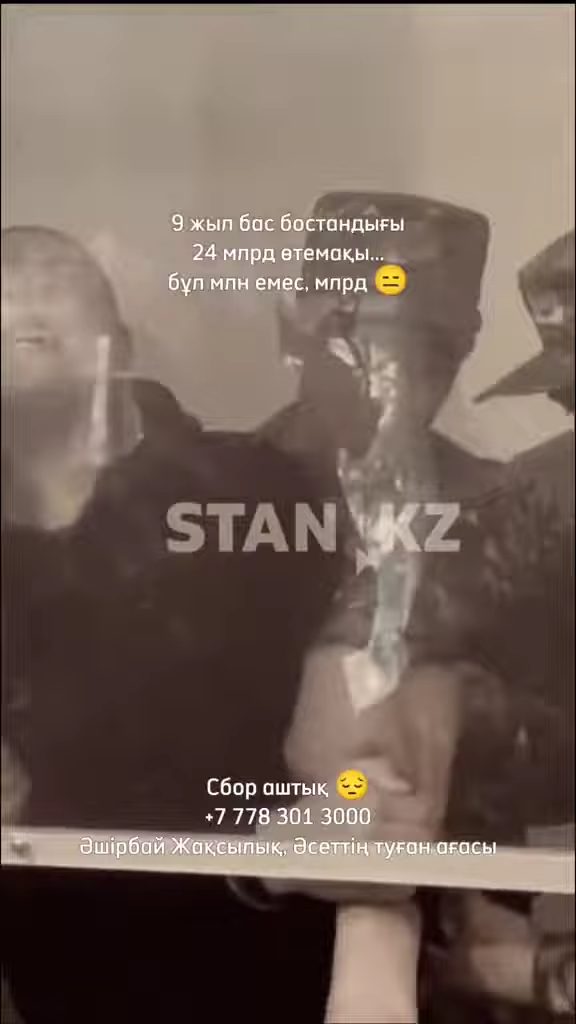 9 жыл бас бостандығы
24 млрд өтемақы...
бұл млн емес, млрд 😑
STAN KZ
Сбор аштық 😔
+7 778 301 3000
Әшірбай Жақсылық, Әсеттің туған ағасы